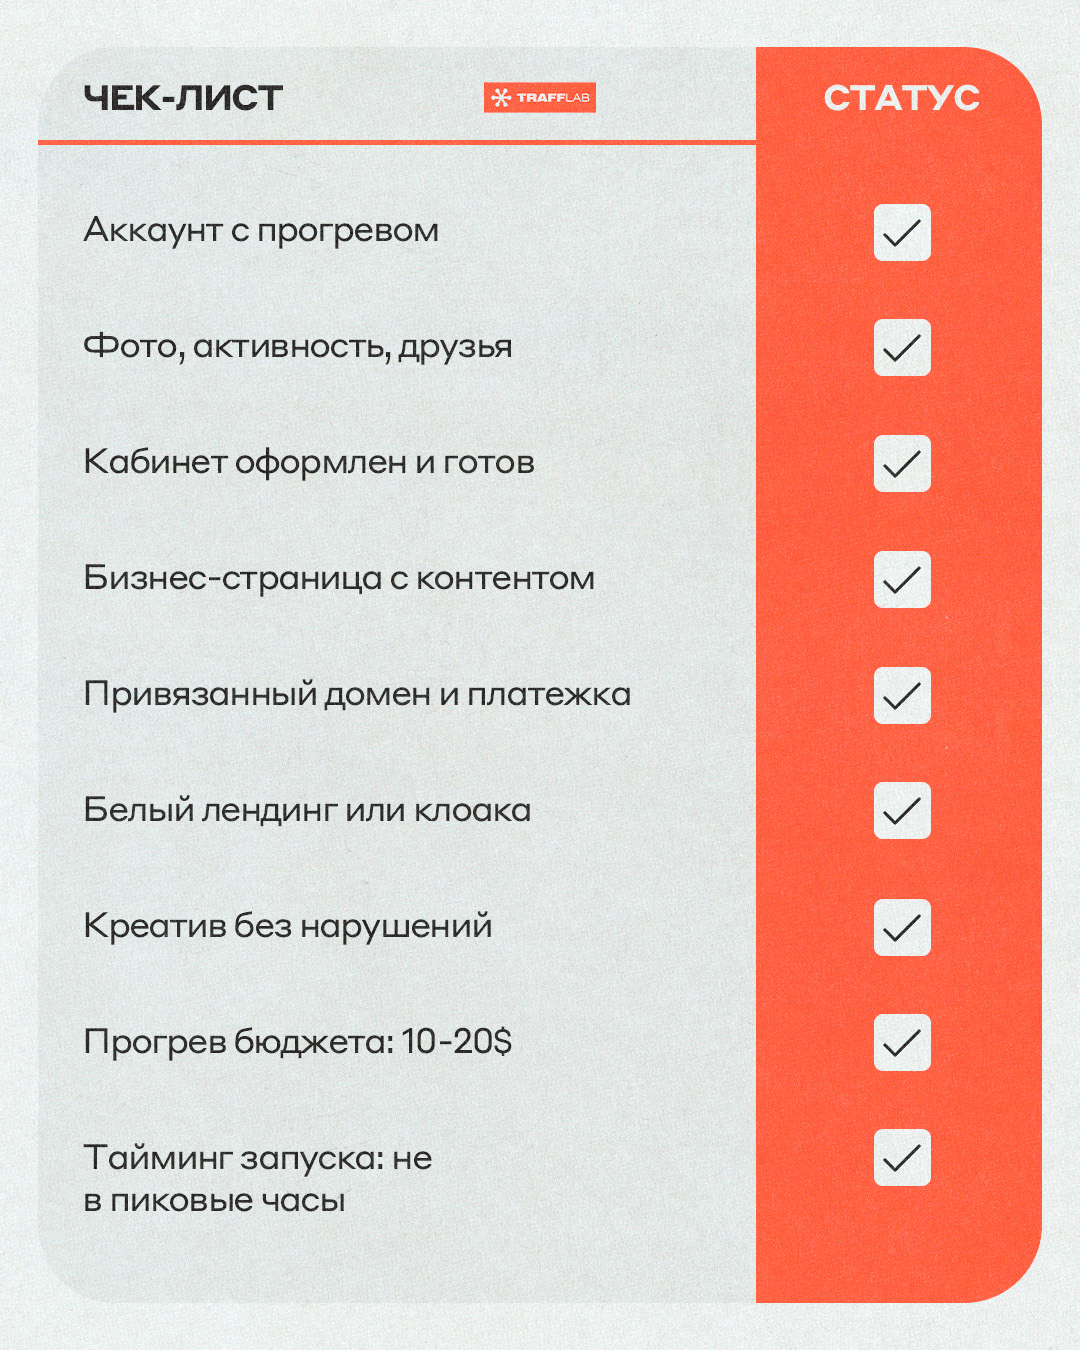 ЧЕК-ЛИСТ
TRAFFLAB
СТАТУС
Аккаунт с прогревом
Фото, активность, друзья
Кабинет оформлен и готов
Бизнес-страница с контентом
Привязанный домен и платежка
Белый лендинг или клоака
Креатив без нарушений
Прогрев бюджета: 10-20$
Тайминг запуска: не
в пиковые часы